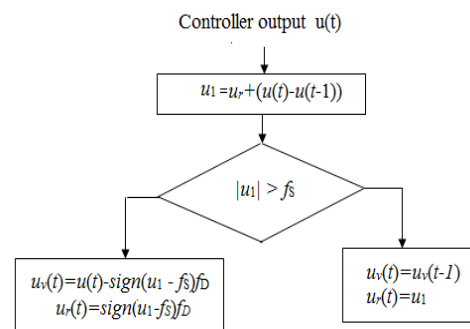 Controller output u(t)
u1 =ur+(u(t)-u(t-1))
|u1| > fS
uv(t)=u(t)-sign(u1 - fS)fD
ur(t)=sign(u1-fS)fD
uv(t)=uv(t-1)
ur(t)=u1